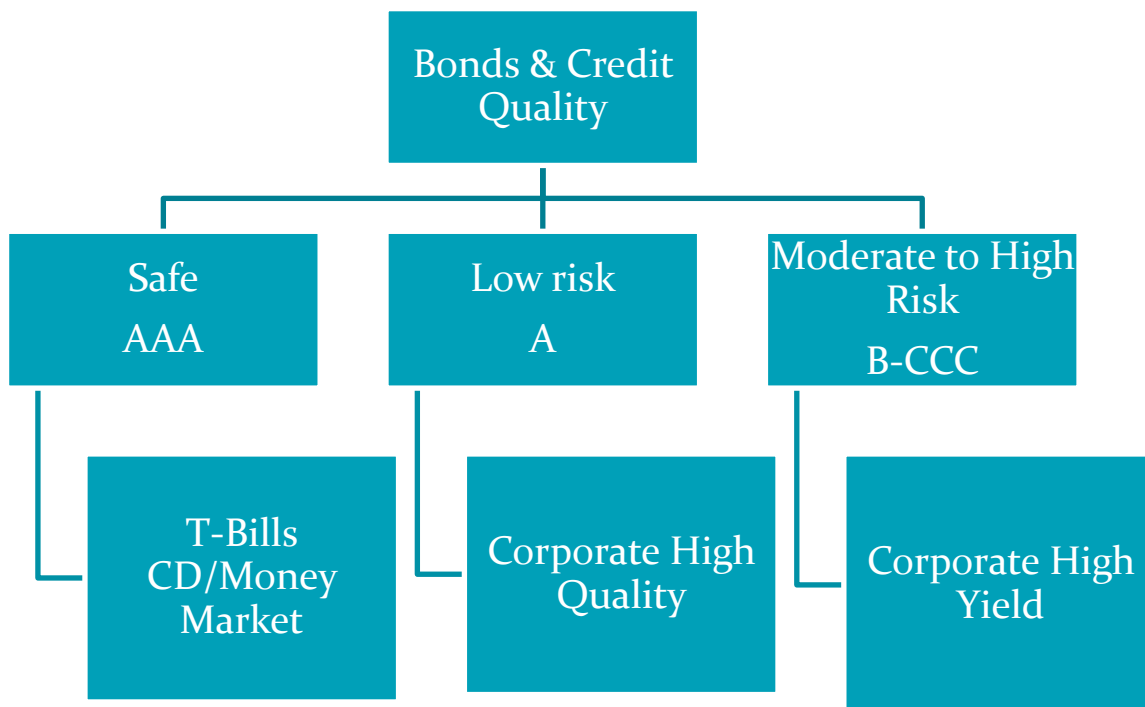 Bonds & Credit
Quality
Safe
AAA
Low risk
A
Moderate to High
Risk
B-CCC
T-Bills
CD/Money
Market
Corporate High
Quality
Corporate High
Yield